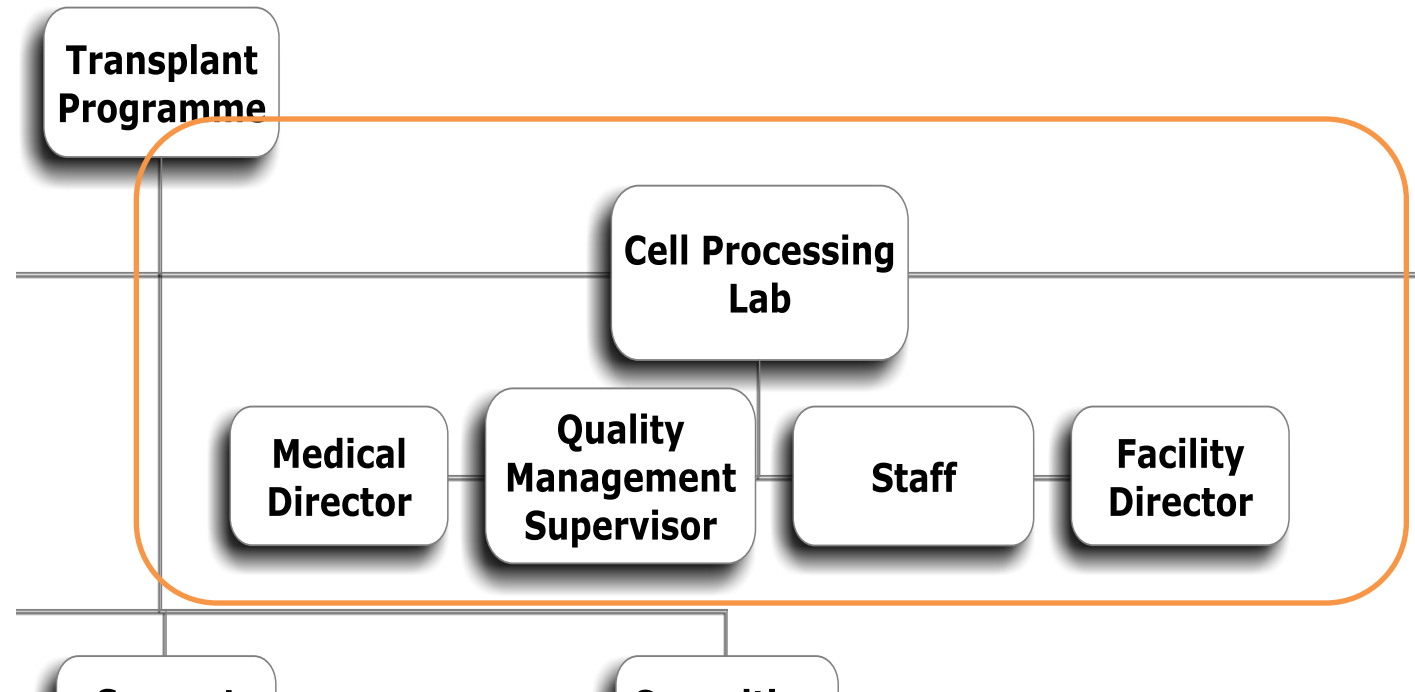 Transplant
Programme
Cell Processing
Lab
Medical
Director
Quality
Management
Supervisor
Staff
Facility
Director